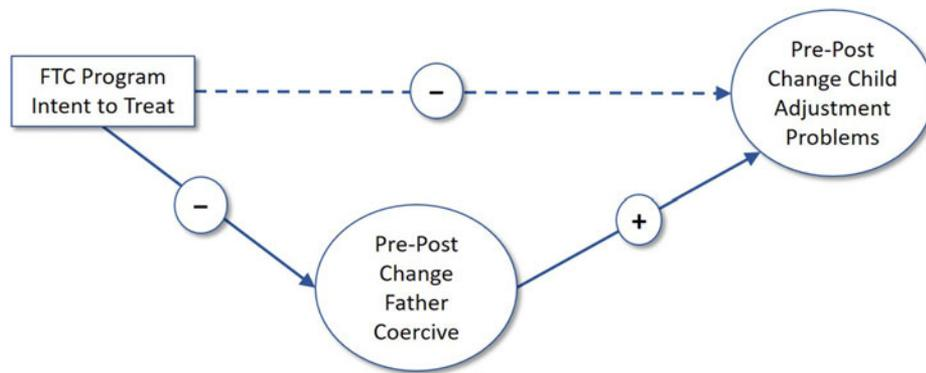 FTC Program
Intent to Treat
−
Pre-Post
Change Child
Adjustment
Problems
−
+
Pre-Post
Change
Father
Coercive